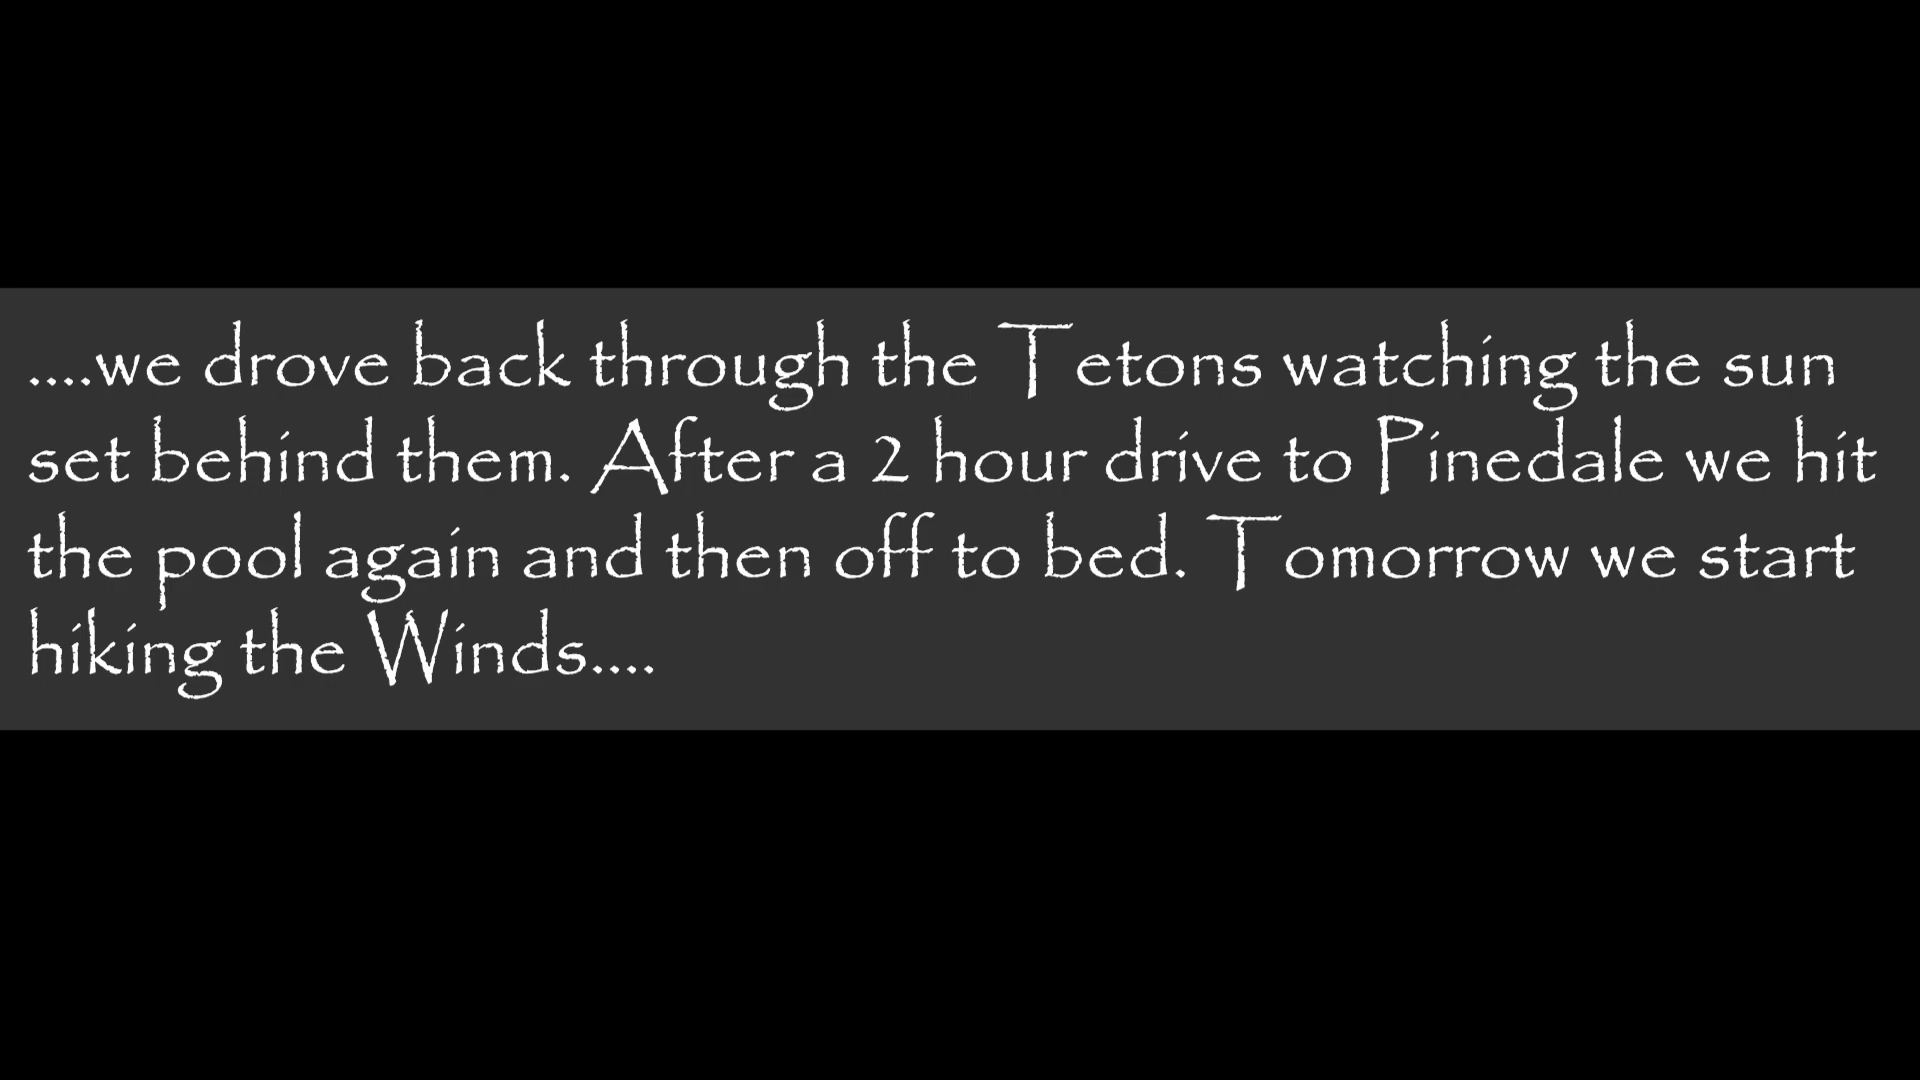 ....we drove back through the Tetons watching the sun
set behind them. After a 2 hour drive to Pinedale we hit
the pool again and then off to bed. Tomorrow we start
hiking the Winds....